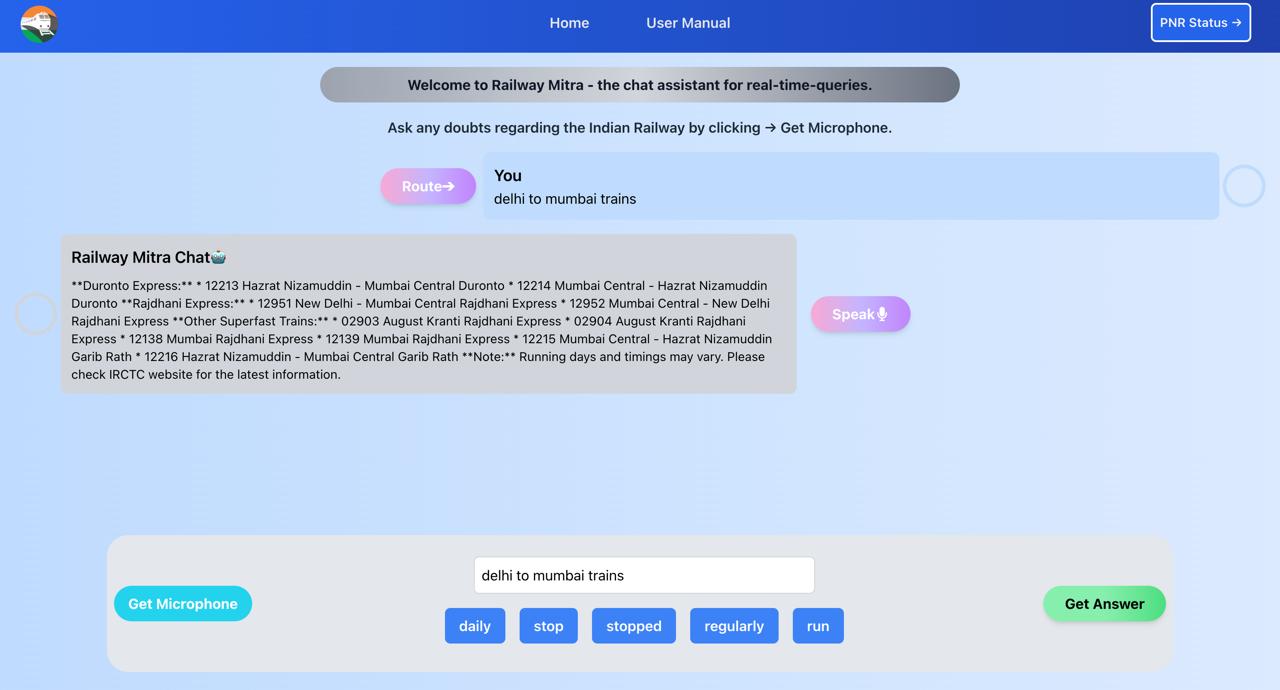 Home
User Manual
PNR Status →
Welcome to Railway Mitra - the chat assistant for real-time-queries.
Ask any doubts regarding the Indian Railway by clicking → Get Microphone.
Route➔
You
delhi to mumbai trains
Railway Mitra Chat🤖
**Duronto Express:** * 12213 Hazrat Nizamuddin - Mumbai Central Duronto * 12214 Mumbai Central - Hazrat Nizamuddin
Duronto **Rajdhani Express:** * 12951 New Delhi - Mumbai Central Rajdhani Express * 12952 Mumbai Central - New Delhi
Rajdhani Express **Other Superfast Trains:** * 02903 August Kranti Rajdhani Express * 02904 August Kranti Rajdhani
Express * 12138 Mumbai Rajdhani Express * 12139 Mumbai Rajdhani Express * 12215 Mumbai Central - Hazrat Nizamuddin
Garib Rath * 12216 Hazrat Nizamuddin - Mumbai Central Garib Rath **Note:** Running days and timings may vary. Please
check IRCTC website for the latest information.
Speak🎙
delhi to mumbai trains
Get Microphone
daily
stop
stopped
regularly
run
Get Answer